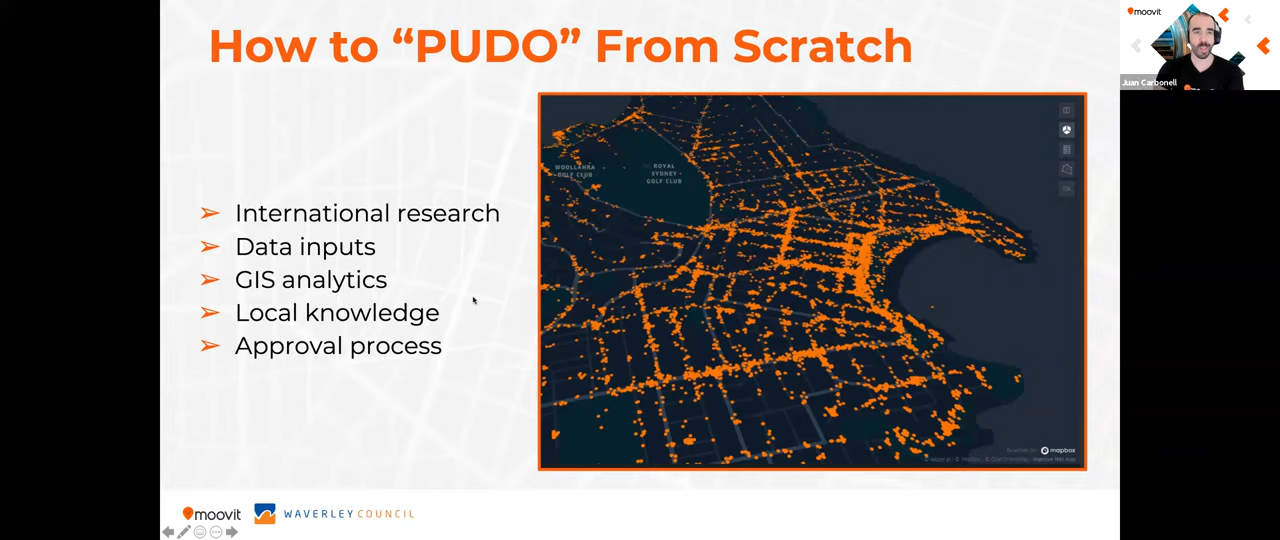 How to “PUDO” From Scratch
moovit
Juan Carbonell
WOOLLAHRA
GOLF CLUB
ROYAL
SYDNEY
GOLF CLUB
➢ International research
➢ Data inputs
➢ GIS analytics
➢ Local knowledge
➢ Approval process
mapbox
moovit
WAVERLEY COUNCIL